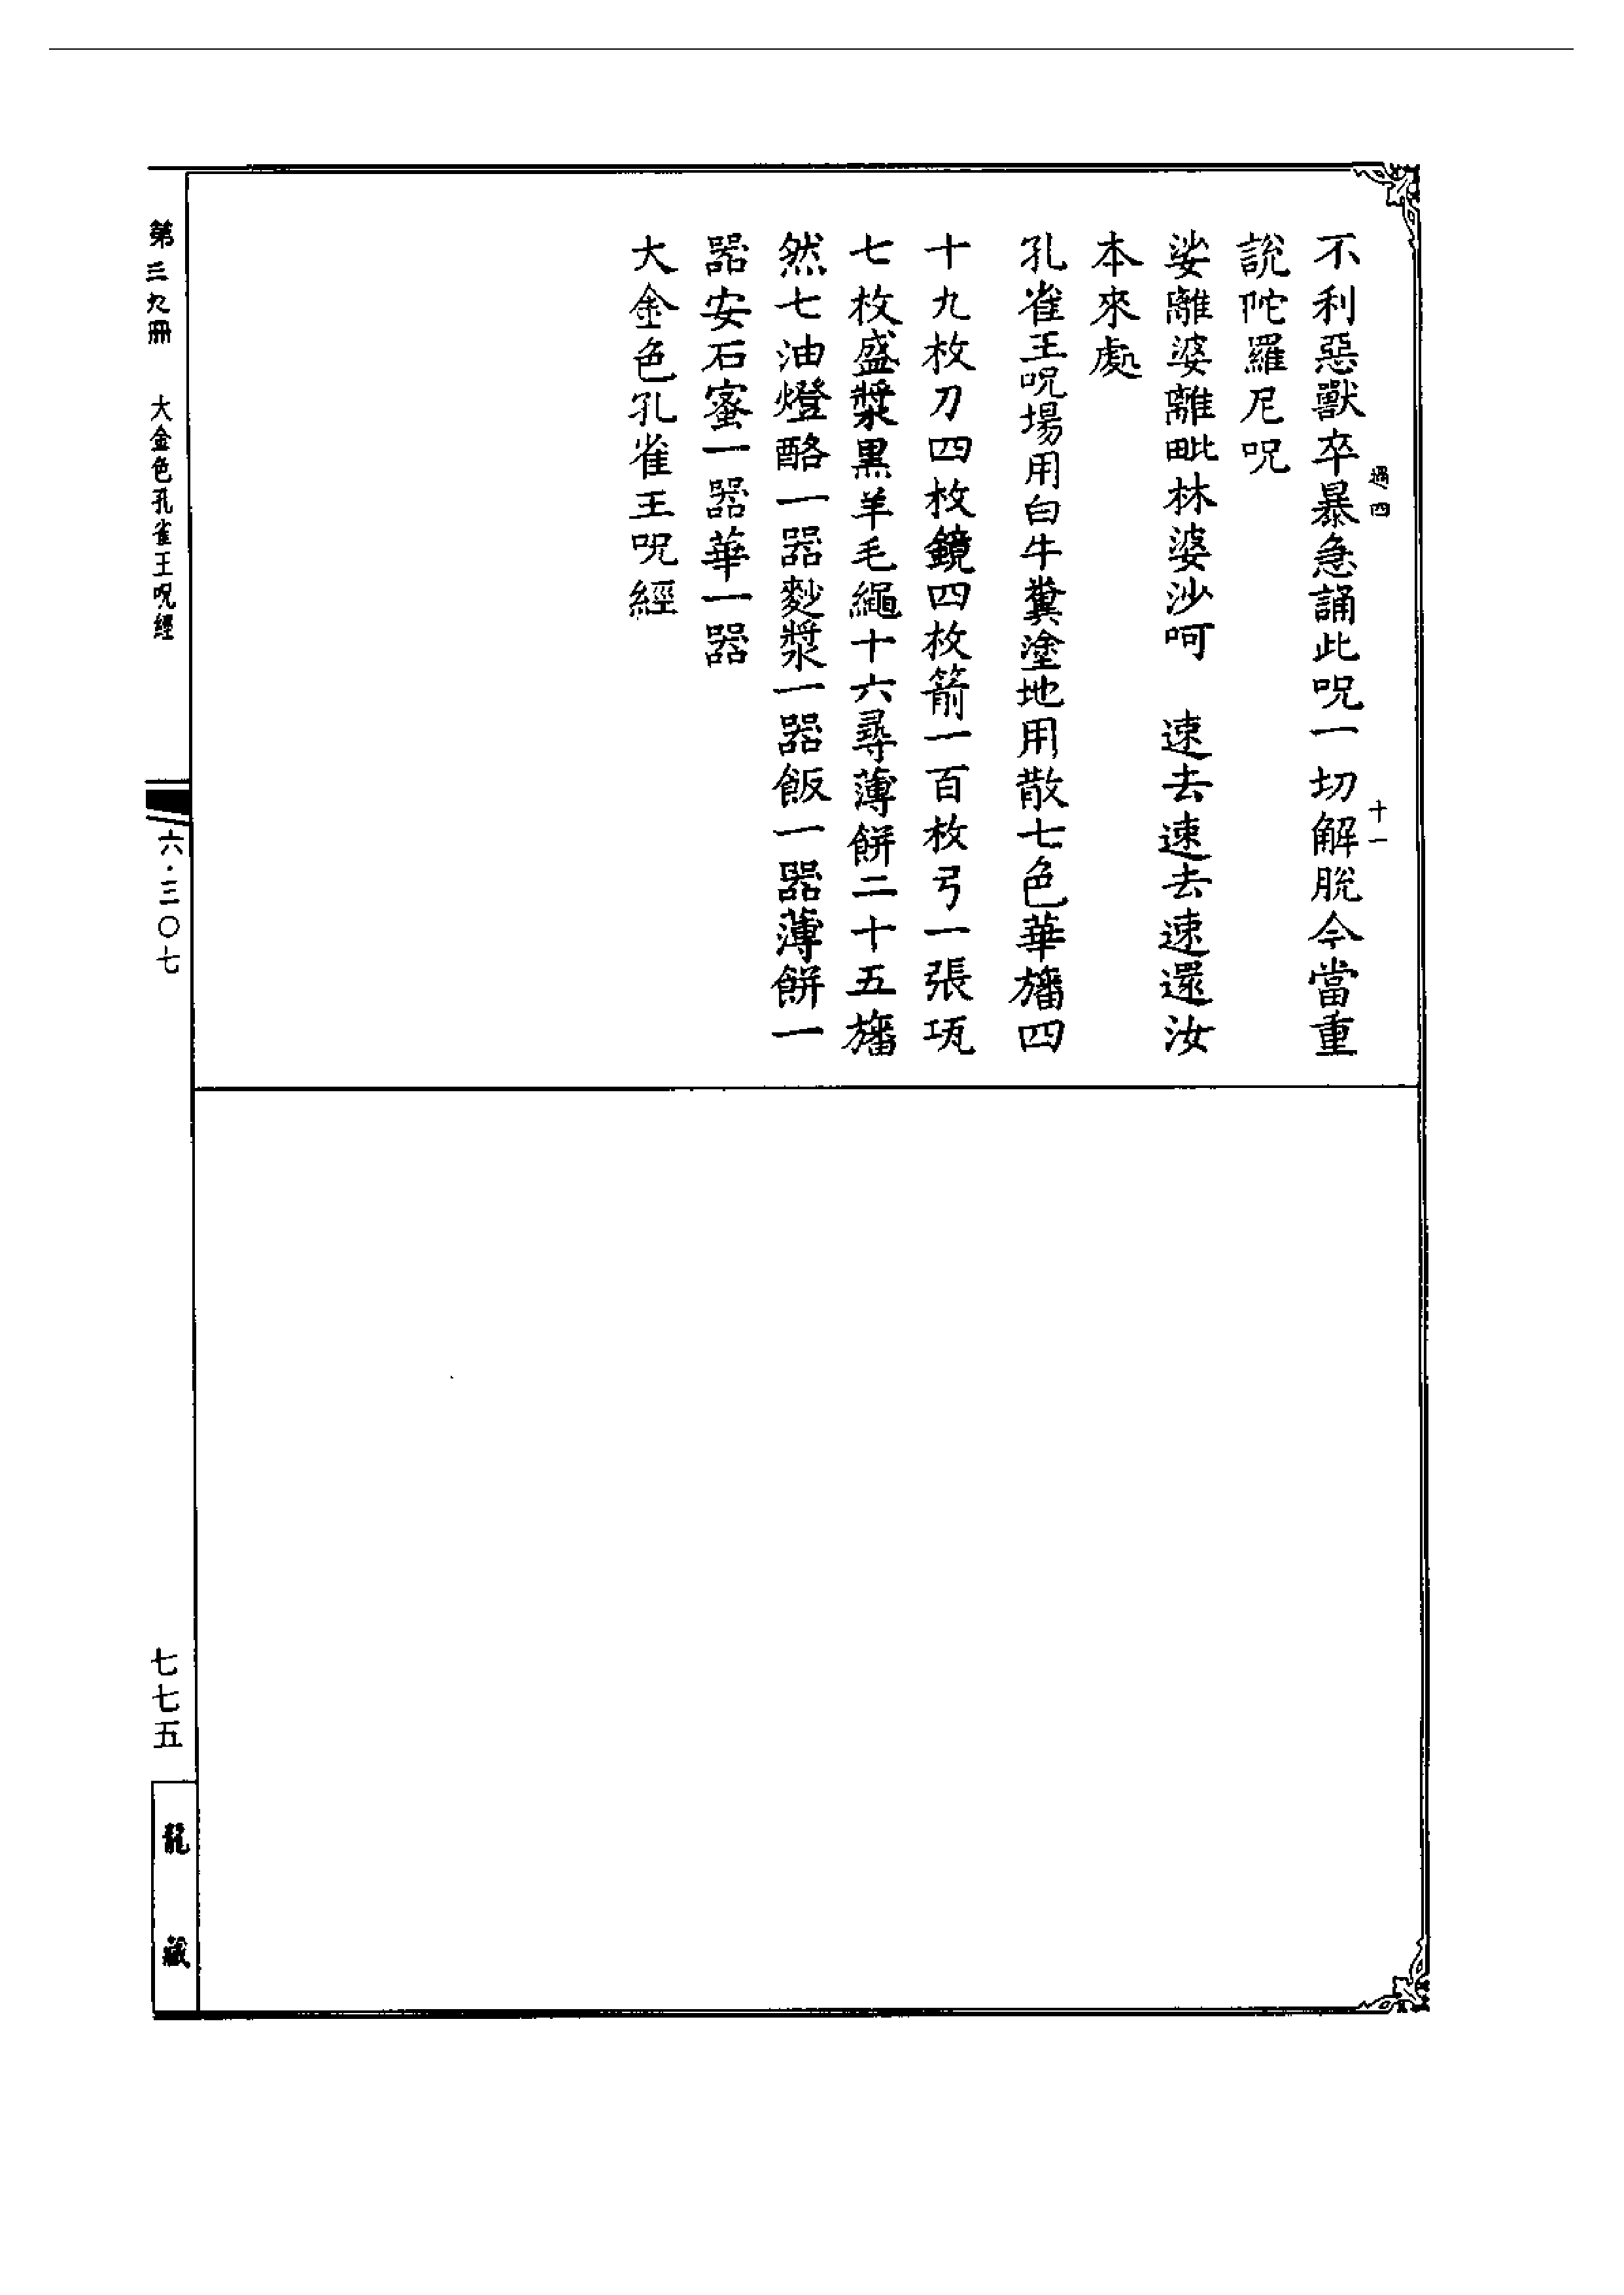 過四
十一
不利惡獸卒暴急誦此呪一切解脫今當重
說陀羅尼呪
娑離婆離毗林婆沙呵　速去速去速還汝
本來處
孔雀王呪場用白牛糞塗地用散七色華旛四
十九枚刀四枚鏡四枚箭一百枚弓一張瓨
七枚盛漿黑羊毛繩十六尋薄餅二十五旛
然七油燈酪一器麨漿一器飯一器薄餅一
器安石蜜一器華一器
大金色孔雀王呪經
第三九冊　大金色孔雀王呪經
六·三〇七
七七五
龍藏